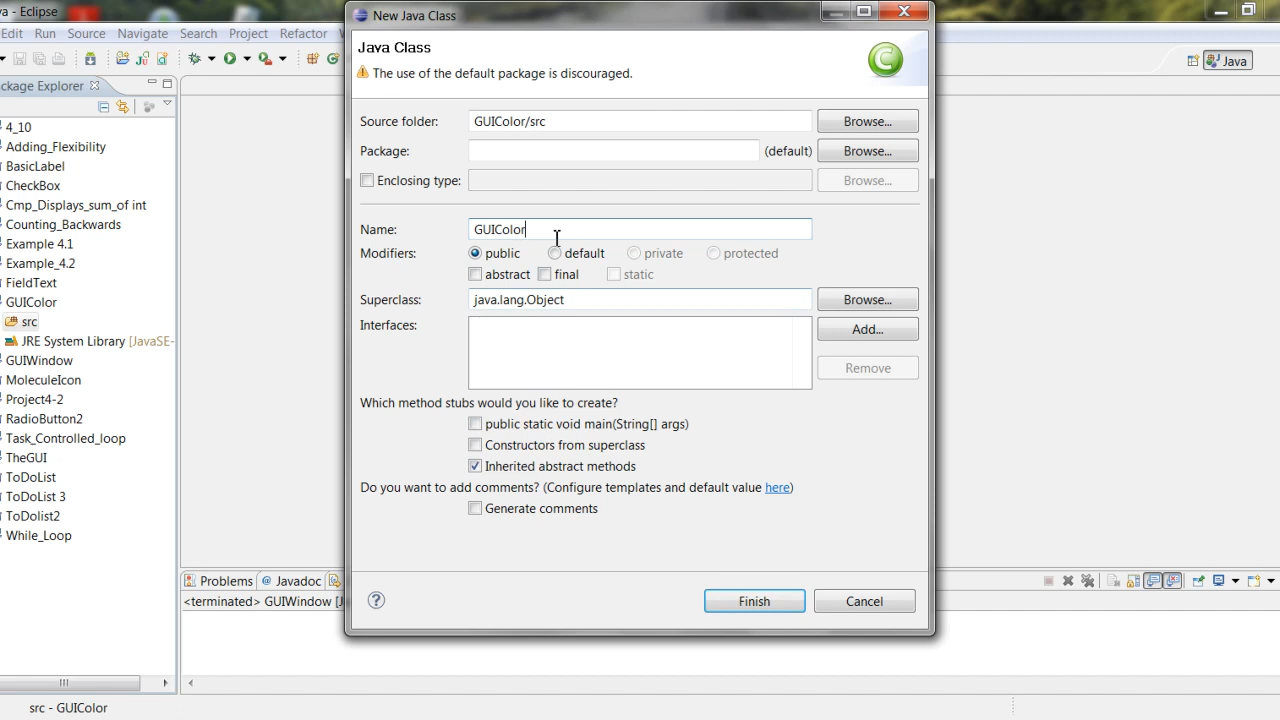 a - Eclipse
New Java Class
Edit Run Source Navigate Search Project Refactor
Java Class
The use of the default package is discouraged.
Java
ckage Explorer
Source folder: GUIColor/src Browse...
Package: (default) Browse...
Enclosing type: Browse...
4_10
Adding_Flexibility
BasicLabel
CheckBox
Cmp_Displays_sum_of int
Counting_Backwards
Example 4.1
Example_4.2
FieldText
GUIColor
src
JRE System Library [JavaSE-
GUIWindow
MoleculeIcon
Project4-2
RadioButton2
Task_Controlled_loop
TheGUI
ToDoList
ToDoList 3
ToDolist2
While_Loop
Name: GUIColor
Modifiers: public default private protected
abstract final static
Superclass: java.lang.Object Browse...
Interfaces: Add...
Remove
Which method stubs would you like to create?
public static void main(String[] args)
Constructors from superclass
Inherited abstract methods
Do you want to add comments? (Configure templates and default value here)
Generate comments
Problems @ Javadoc
<terminated> GUIWindow [J
? Finish Cancel
src - GUIColor